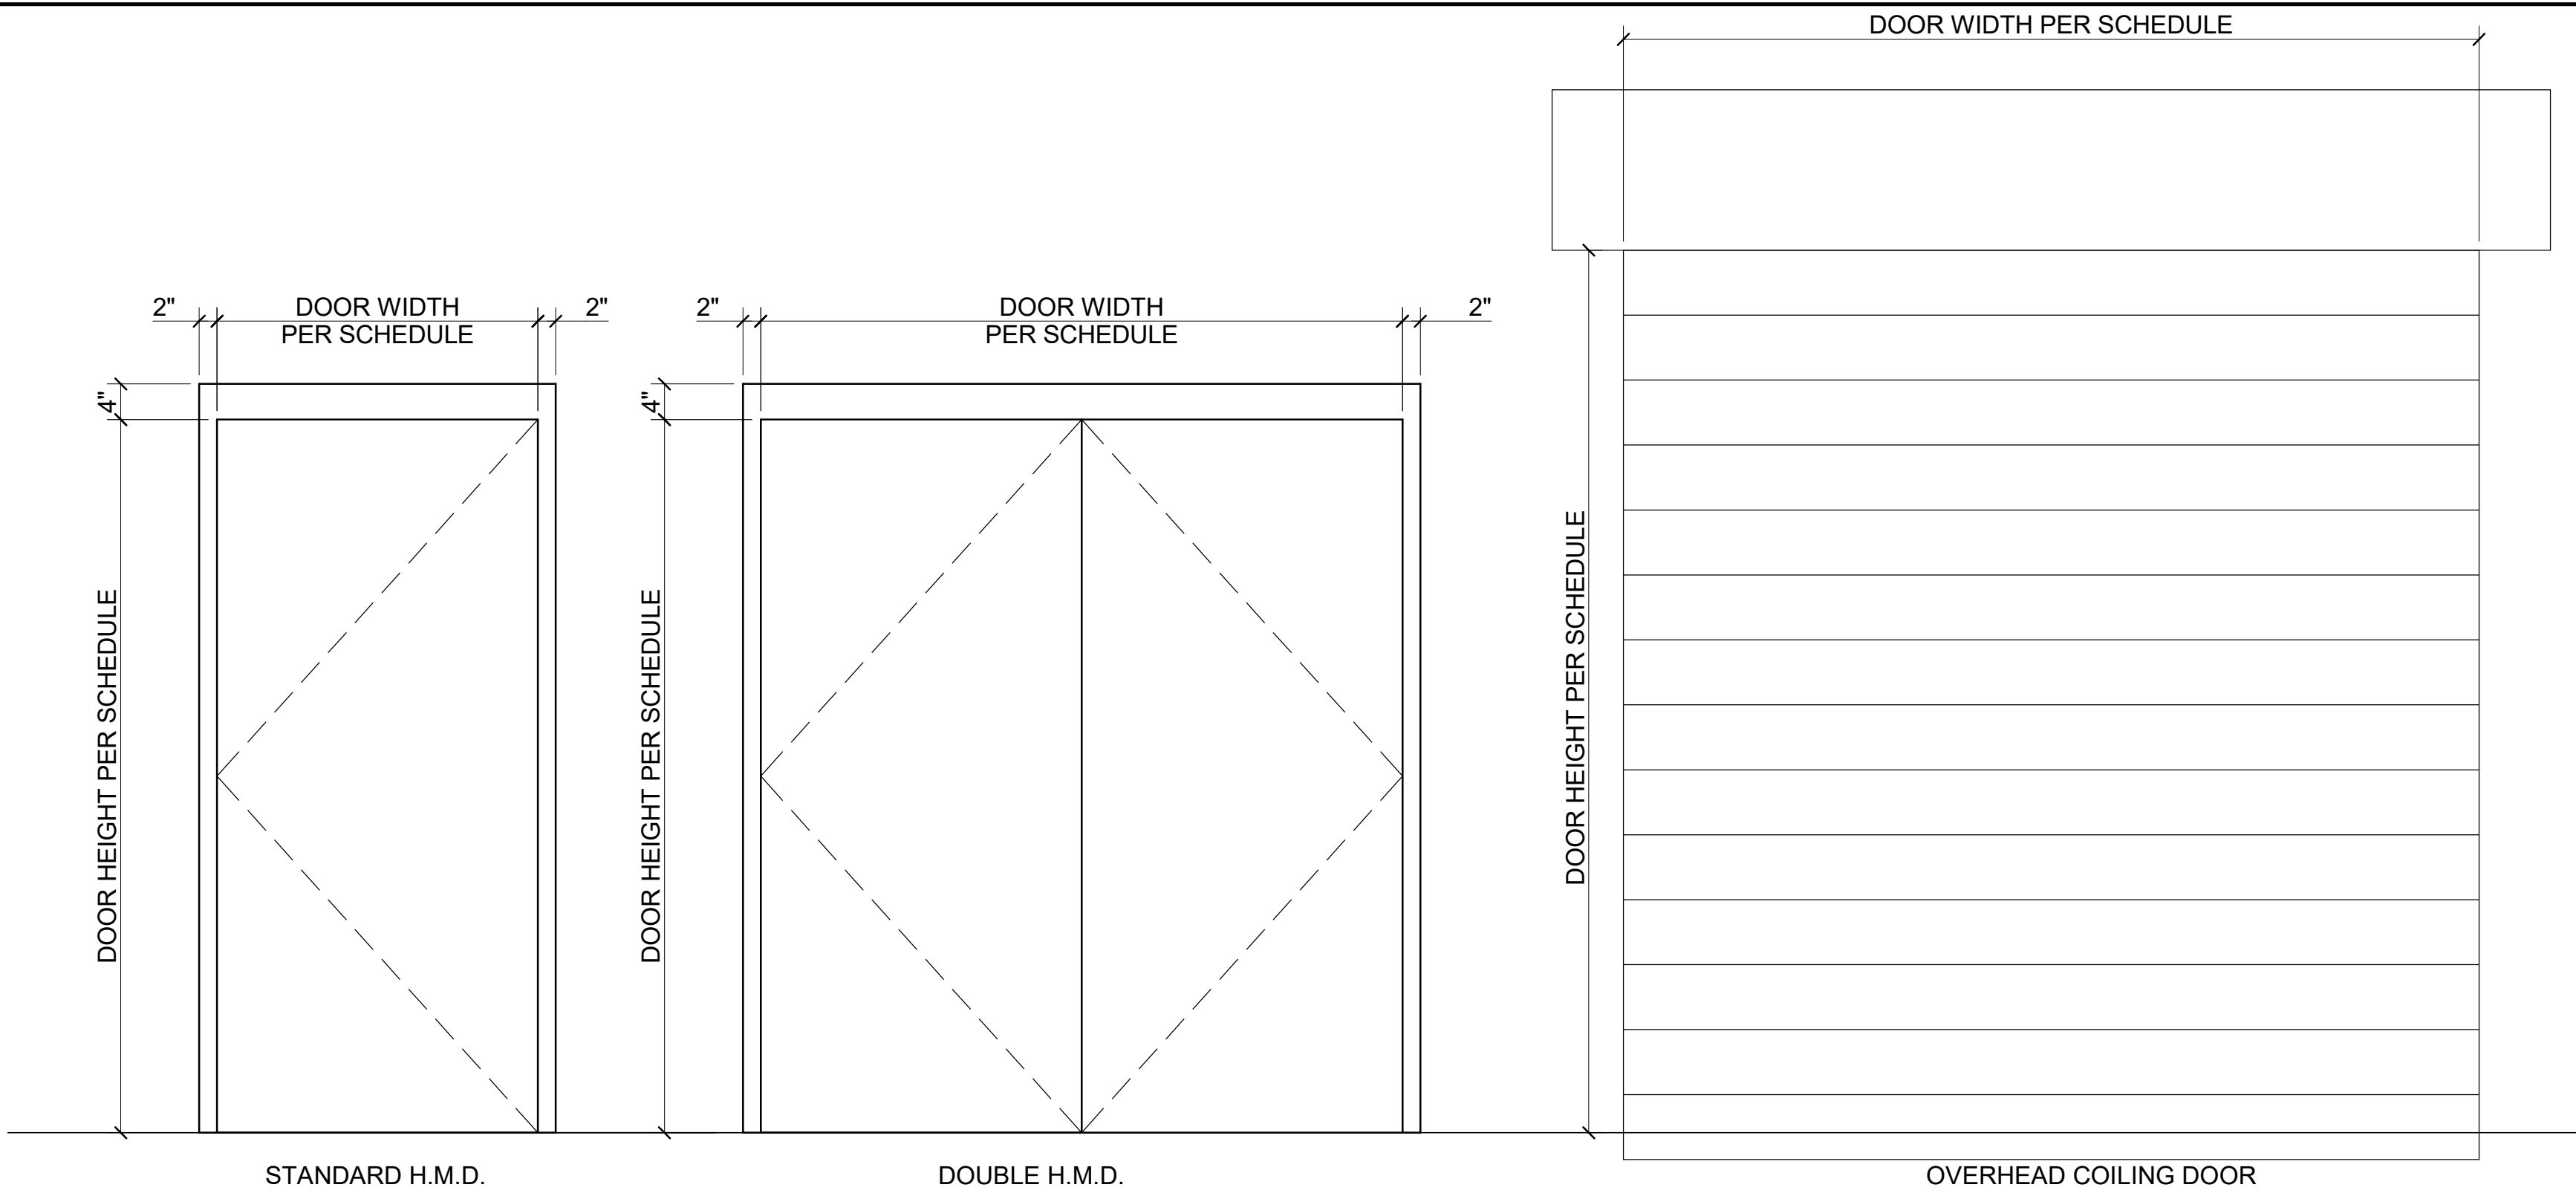 DOOR WIDTH PER SCHEDULE
2"
DOOR WIDTH
PER SCHEDULE
2"
2"
DOOR WIDTH
PER SCHEDULE
2"
4"
4"
DOOR HEIGHT PER SCHEDULE
DOOR HEIGHT PER SCHEDULE
DOOR HEIGHT PER SCHEDULE
STANDARD H.M.D.
DOUBLE H.M.D.
OVERHEAD COILING DOOR